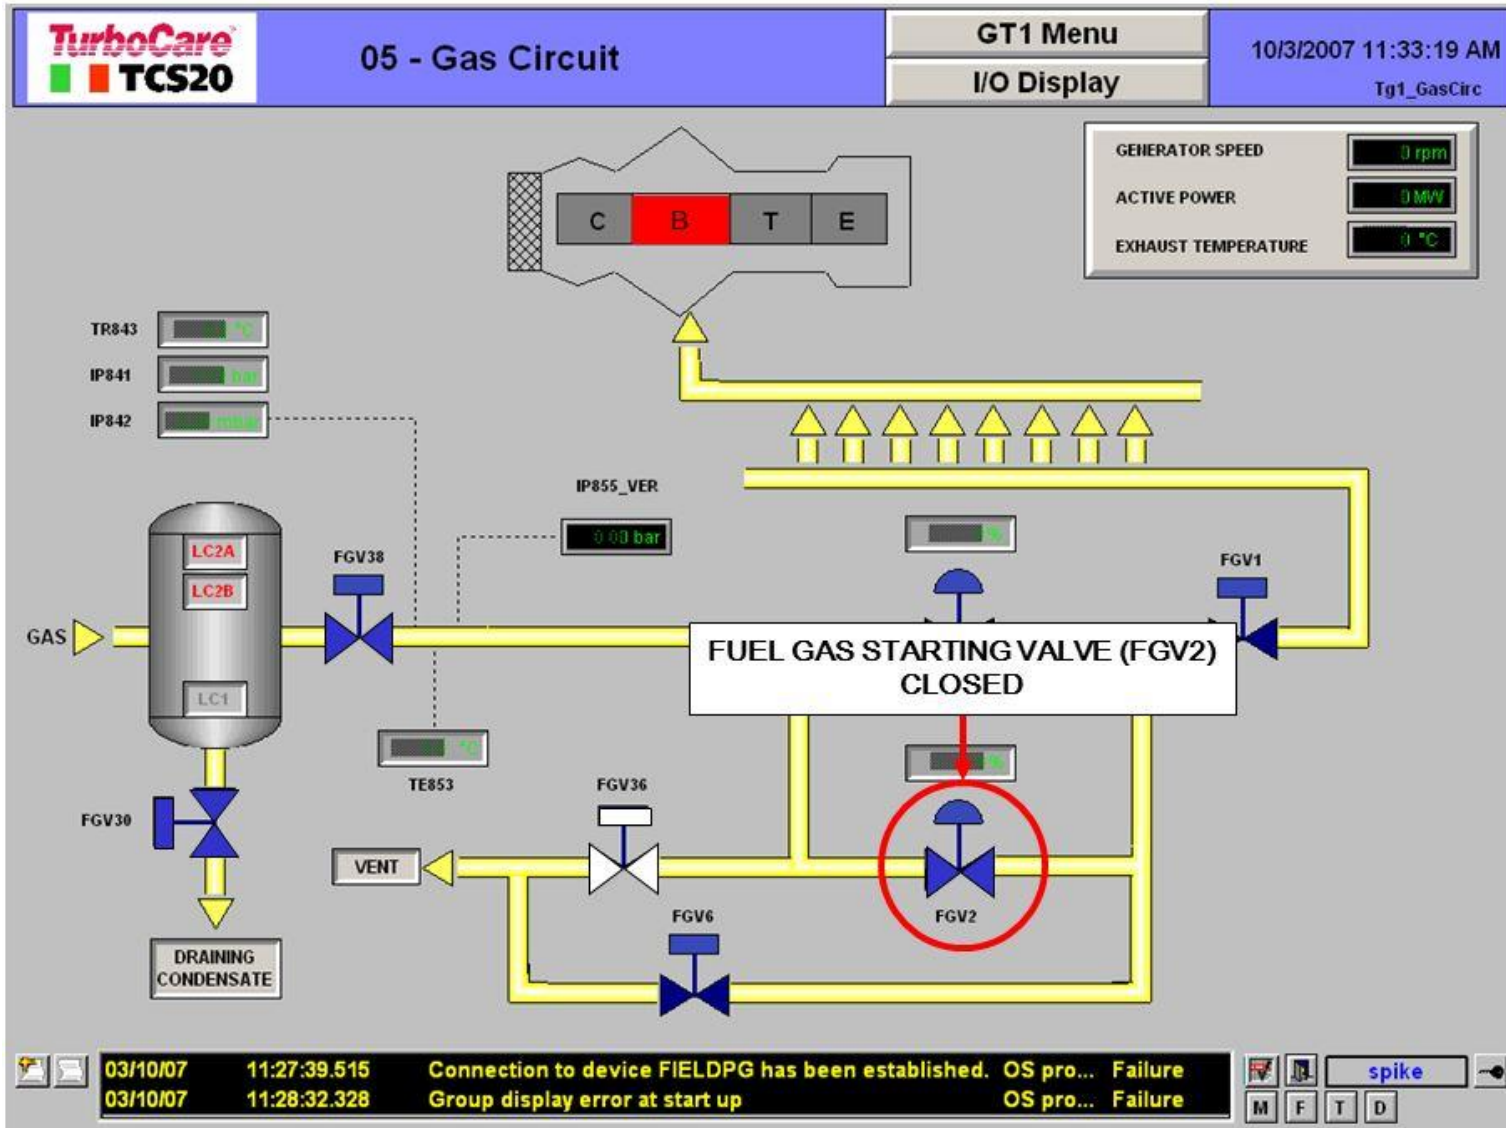 TurboCare
TCS20
05 - Gas Circuit
GT1 Menu
I/O Display
10/3/2007 11:33:19 AM
Tg1_GasCirc
GENERATOR SPEED
0 rpm
ACTIVE POWER
0 MW
EXHAUST TEMPERATURE
0 °C
C
B
T
E
TR843
°C
IP841
bar
IP842
mbar
IP855_VER
0.00 bar
LC2A
LC2B
LC1
FGV38
%
FGV1
GAS
FUEL GAS STARTING VALVE (FGV2)
CLOSED
°C
TE853
%
FGV36
FGV30
VENT
FGV2
FGV6
DRAINING
CONDENSATE
03/10/07 11:27:39.515 Connection to device FIELDPG has been established. OS pro... Failure
03/10/07 11:28:32.328 Group display error at start up OS pro... Failure
spike
M F T D